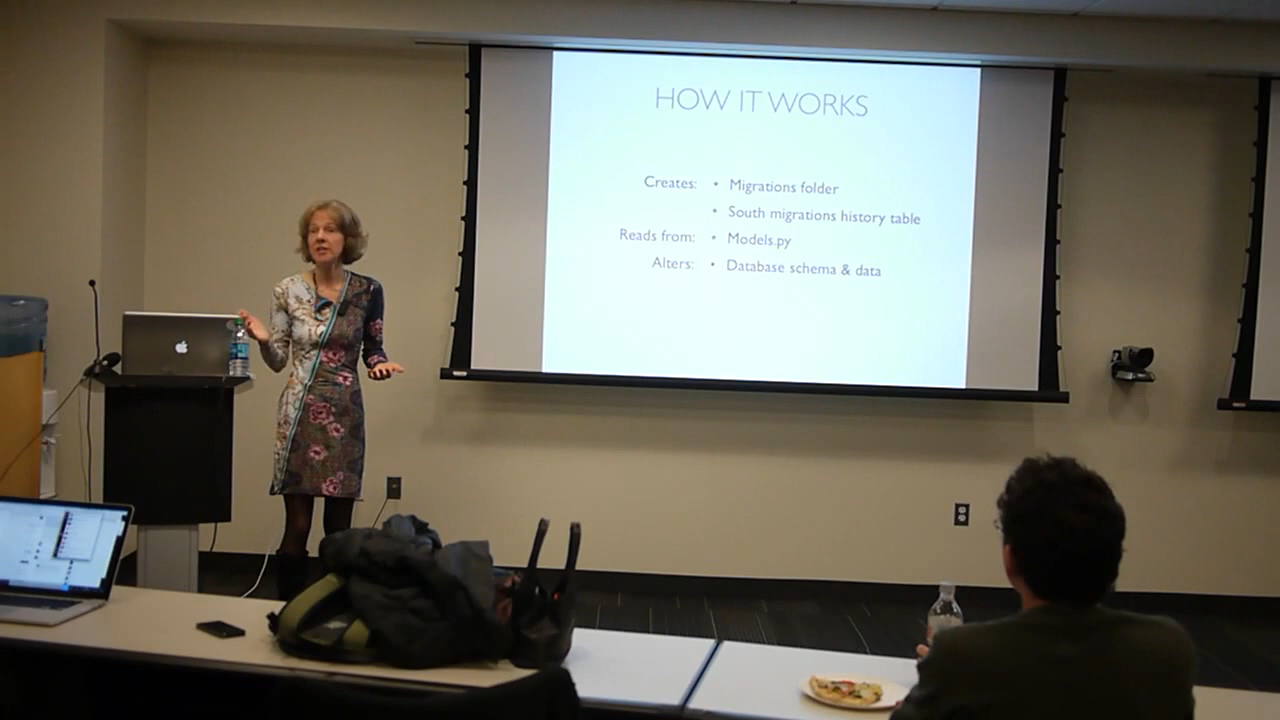 HOW IT WORKS
Creates: • Migrations folder
• South migrations history table
Reads from: • Models.py
Alters: • Database schema & data